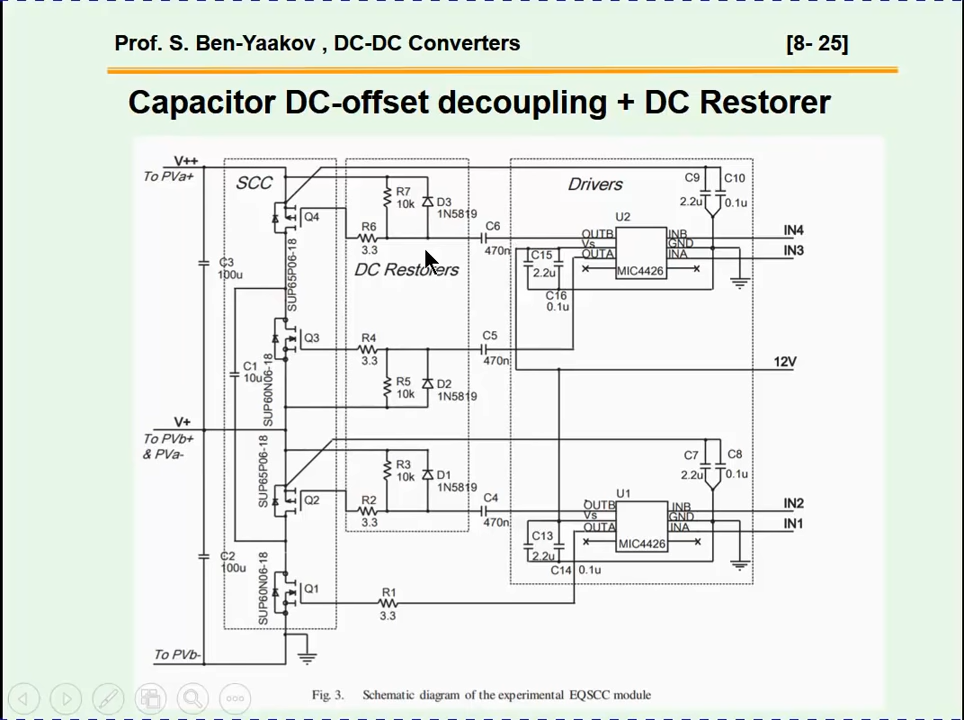 Prof. S. Ben-Yaakov , DC-DC Converters [8- 25]
Capacitor DC-offset decoupling + DC Restorer
V++
To PVa+
SCC
Q4
SUP65P06-18
C3
100u
R7
10k
D3
1N5819
R6
3.3
DC Restorers
C6
470n
Drivers
C9
2.2u
C10
0.1u
U2
OUTB
Vs
OUTA
INB
GND
INA
MIC4426
IN4
IN3
C15
2.2u
C16
0.1u
Q3
SUP60N06-18
C1
10u
R4
3.3
R5
10k
D2
1N5819
C5
470n
12V
V+
To PVb+
& PVa-
SUP65P06-18
Q2
R3
10k
D1
1N5819
R2
3.3
C4
470n
C7
2.2u
C8
0.1u
U1
OUTB
Vs
OUTA
INB
GND
INA
MIC4426
IN2
IN1
C13
2.2u
C14 0.1u
C2
100u
SUP60N06-18
Q1
R1
3.3
To PVb-
Fig. 3. Schematic diagram of the experimental EQSCC module